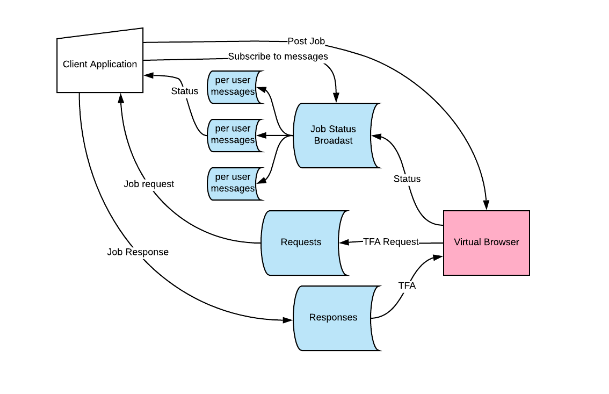 Post Job
Subscribe to messages
Client Application
per user
messages
Status
per user
messages
Job Status
Broadast
per user
messages
Status
Job request
Requests
TFA Request
Virtual Browser
Job Response
TFA
Responses